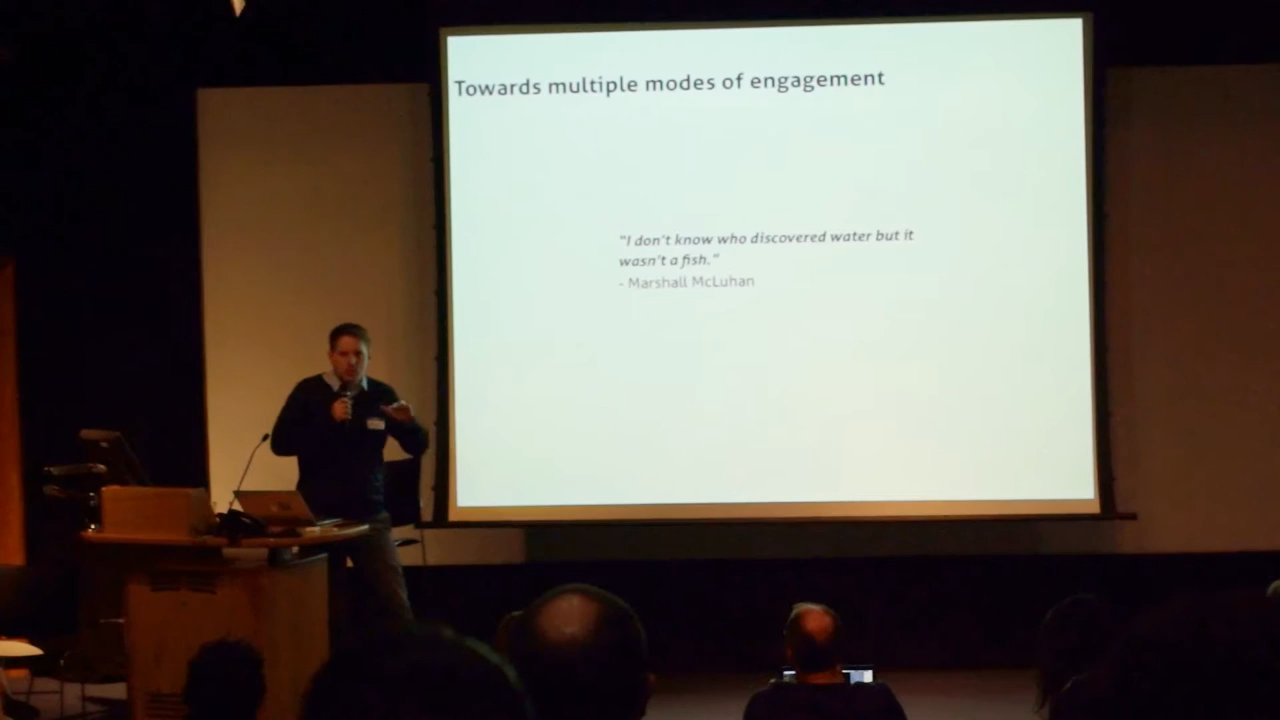 Towards multiple modes of engagement
"I don't know who discovered water but it
wasn't a fish."
- Marshall McLuhan